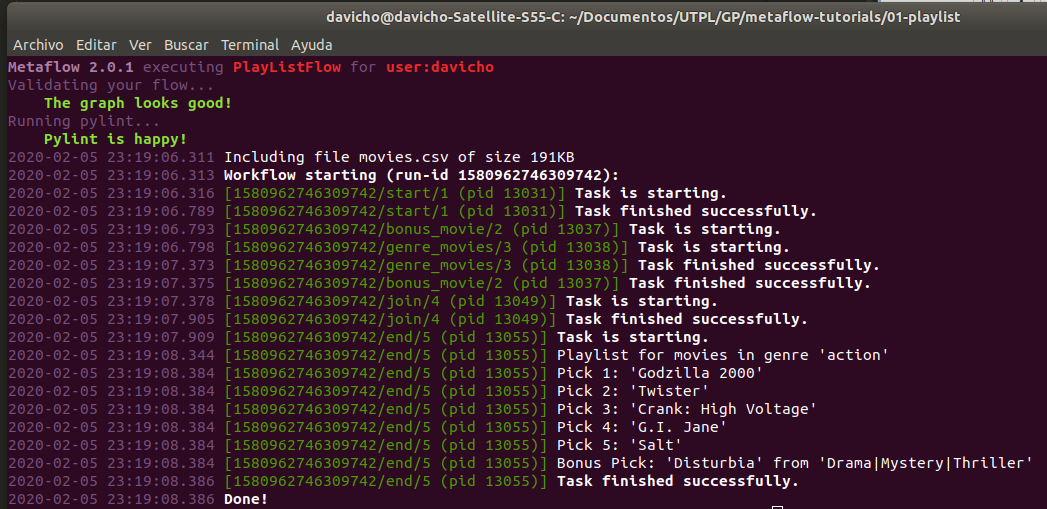 davicho@davicho-Satellite-S55-C: ~/Documentos/UTPL/GP/metaflow-tutorials/01-playlist
Archivo Editar Ver Buscar Terminal Ayuda
Metaflow 2.0.1 executing PlayListFlow for user:davicho
Validating your flow...
    The graph looks good!
Running pylint...
    Pylint is happy!
2020-02-05 23:19:06.311 Including file movies.csv of size 191KB
2020-02-05 23:19:06.313 Workflow starting (run-id 1580962746309742):
2020-02-05 23:19:06.316 [1580962746309742/start/1 (pid 13031)] Task is starting.
2020-02-05 23:19:06.789 [1580962746309742/start/1 (pid 13031)] Task finished successfully.
2020-02-05 23:19:06.793 [1580962746309742/bonus_movie/2 (pid 13037)] Task is starting.
2020-02-05 23:19:06.798 [1580962746309742/genre_movies/3 (pid 13038)] Task is starting.
2020-02-05 23:19:07.373 [1580962746309742/genre_movies/3 (pid 13038)] Task finished successfully.
2020-02-05 23:19:07.375 [1580962746309742/bonus_movie/2 (pid 13037)] Task finished successfully.
2020-02-05 23:19:07.378 [1580962746309742/join/4 (pid 13049)] Task is starting.
2020-02-05 23:19:07.905 [1580962746309742/join/4 (pid 13049)] Task finished successfully.
2020-02-05 23:19:07.909 [1580962746309742/end/5 (pid 13055)] Task is starting.
2020-02-05 23:19:08.344 [1580962746309742/end/5 (pid 13055)] Playlist for movies in genre 'action'
2020-02-05 23:19:08.384 [1580962746309742/end/5 (pid 13055)] Pick 1: 'Godzilla 2000'
2020-02-05 23:19:08.384 [1580962746309742/end/5 (pid 13055)] Pick 2: 'Twister'
2020-02-05 23:19:08.384 [1580962746309742/end/5 (pid 13055)] Pick 3: 'Crank: High Voltage'
2020-02-05 23:19:08.384 [1580962746309742/end/5 (pid 13055)] Pick 4: 'G.I. Jane'
2020-02-05 23:19:08.384 [1580962746309742/end/5 (pid 13055)] Pick 5: 'Salt'
2020-02-05 23:19:08.384 [1580962746309742/end/5 (pid 13055)] Bonus Pick: 'Disturbia' from 'Drama|Mystery|Thriller'
2020-02-05 23:19:08.386 [1580962746309742/end/5 (pid 13055)] Task finished successfully.
2020-02-05 23:19:08.386 Done!